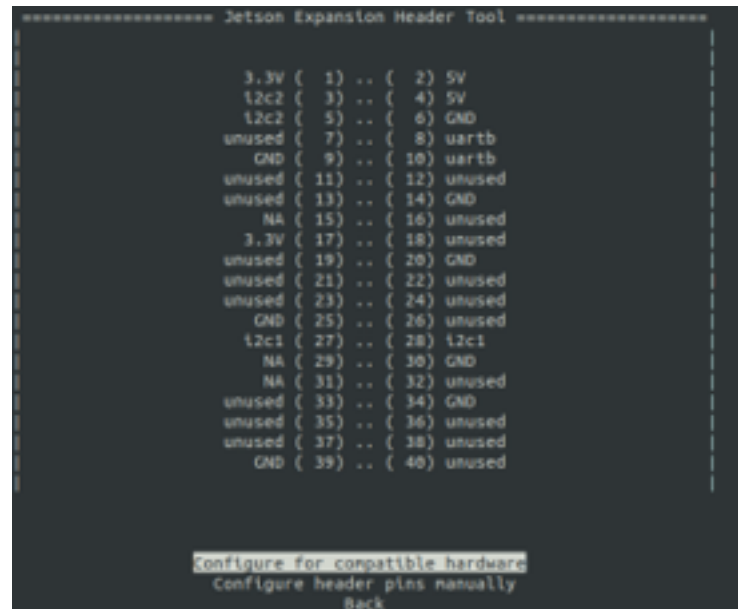 =================== Jetson Expansion Header Tool ===================
3.3V ( 1) .. ( 2) 5V
i2c2 ( 3) .. ( 4) 5V
i2c2 ( 5) .. ( 6) GND
unused ( 7) .. ( 8) uartb
GND ( 9) .. ( 10) uartb
unused ( 11) .. ( 12) unused
unused ( 13) .. ( 14) GND
NA ( 15) .. ( 16) unused
3.3V ( 17) .. ( 18) unused
unused ( 19) .. ( 20) GND
unused ( 21) .. ( 22) unused
unused ( 23) .. ( 24) unused
GND ( 25) .. ( 26) unused
i2c1 ( 27) .. ( 28) i2c1
NA ( 29) .. ( 30) GND
NA ( 31) .. ( 32) unused
unused ( 33) .. ( 34) GND
unused ( 35) .. ( 36) unused
unused ( 37) .. ( 38) unused
GND ( 39) .. ( 40) unused
Configure for compatible hardware
Configure header pins manually
Back